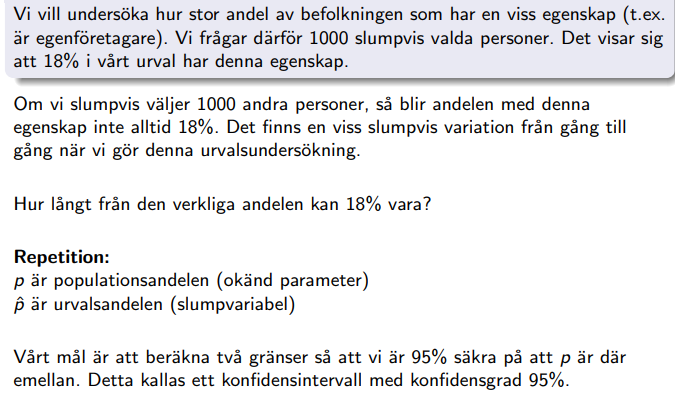 Vi vill undersöka hur stor andel av befolkningen som har en viss egenskap (t.ex.
är egenföretagare). Vi frågar därför 1000 slumpvis valda personer. Det visar sig
att 18% i vårt urval har denna egenskap.
Om vi slumpvis väljer 1000 andra personer, så blir andelen med denna
egenskap inte alltid 18%. Det finns en viss slumpvis variation från gång till
gång när vi gör denna urvalsundersökning.
Hur långt från den verkliga andelen kan 18% vara?
Repetition:
p är populationsandelen (okänd parameter)
p̂ är urvalsandelen (slumpvariabel)
Vårt mål är att beräkna två gränser så att vi är 95% säkra på att p är där
emellan. Detta kallas ett konfidensintervall med konfidensgrad 95%.